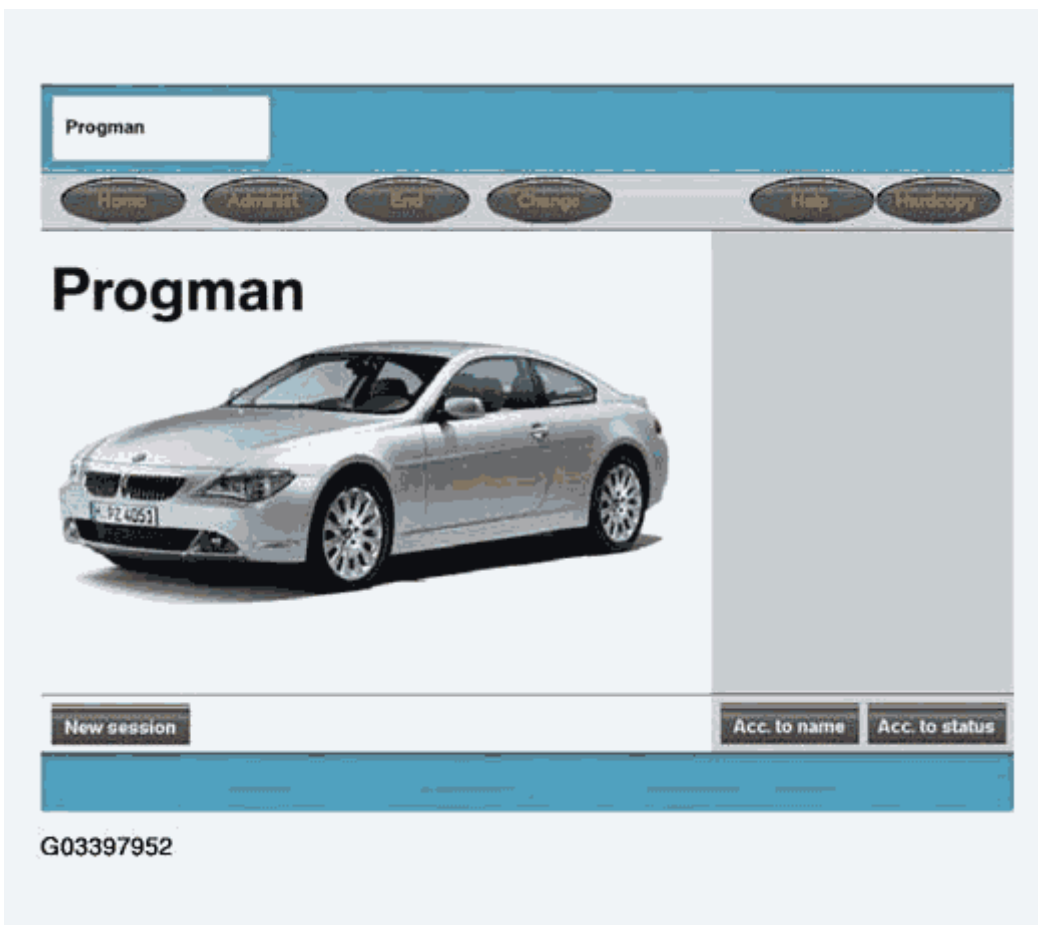 Progman
Home Administ. End Change Help Hardcopy
Progman
M·PZ 4051
New session Acc. to name Acc. to status
G03397952